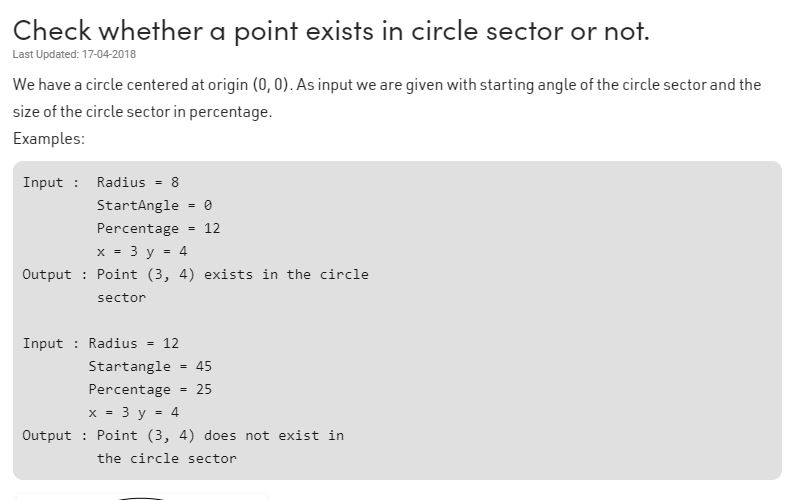 Check whether a point exists in circle sector or not.
Last Updated: 17-04-2018
We have a circle centered at origin (0, 0). As input we are given with starting angle of the circle sector and the
size of the circle sector in percentage.
Examples:
Input :  Radius = 8
StartAngle = 0
Percentage = 12
x = 3 y = 4
Output : Point (3, 4) exists in the circle
sector
Input : Radius = 12
Startangle = 45
Percentage = 25
x = 3 y = 4
Output : Point (3, 4) does not exist in
the circle sector